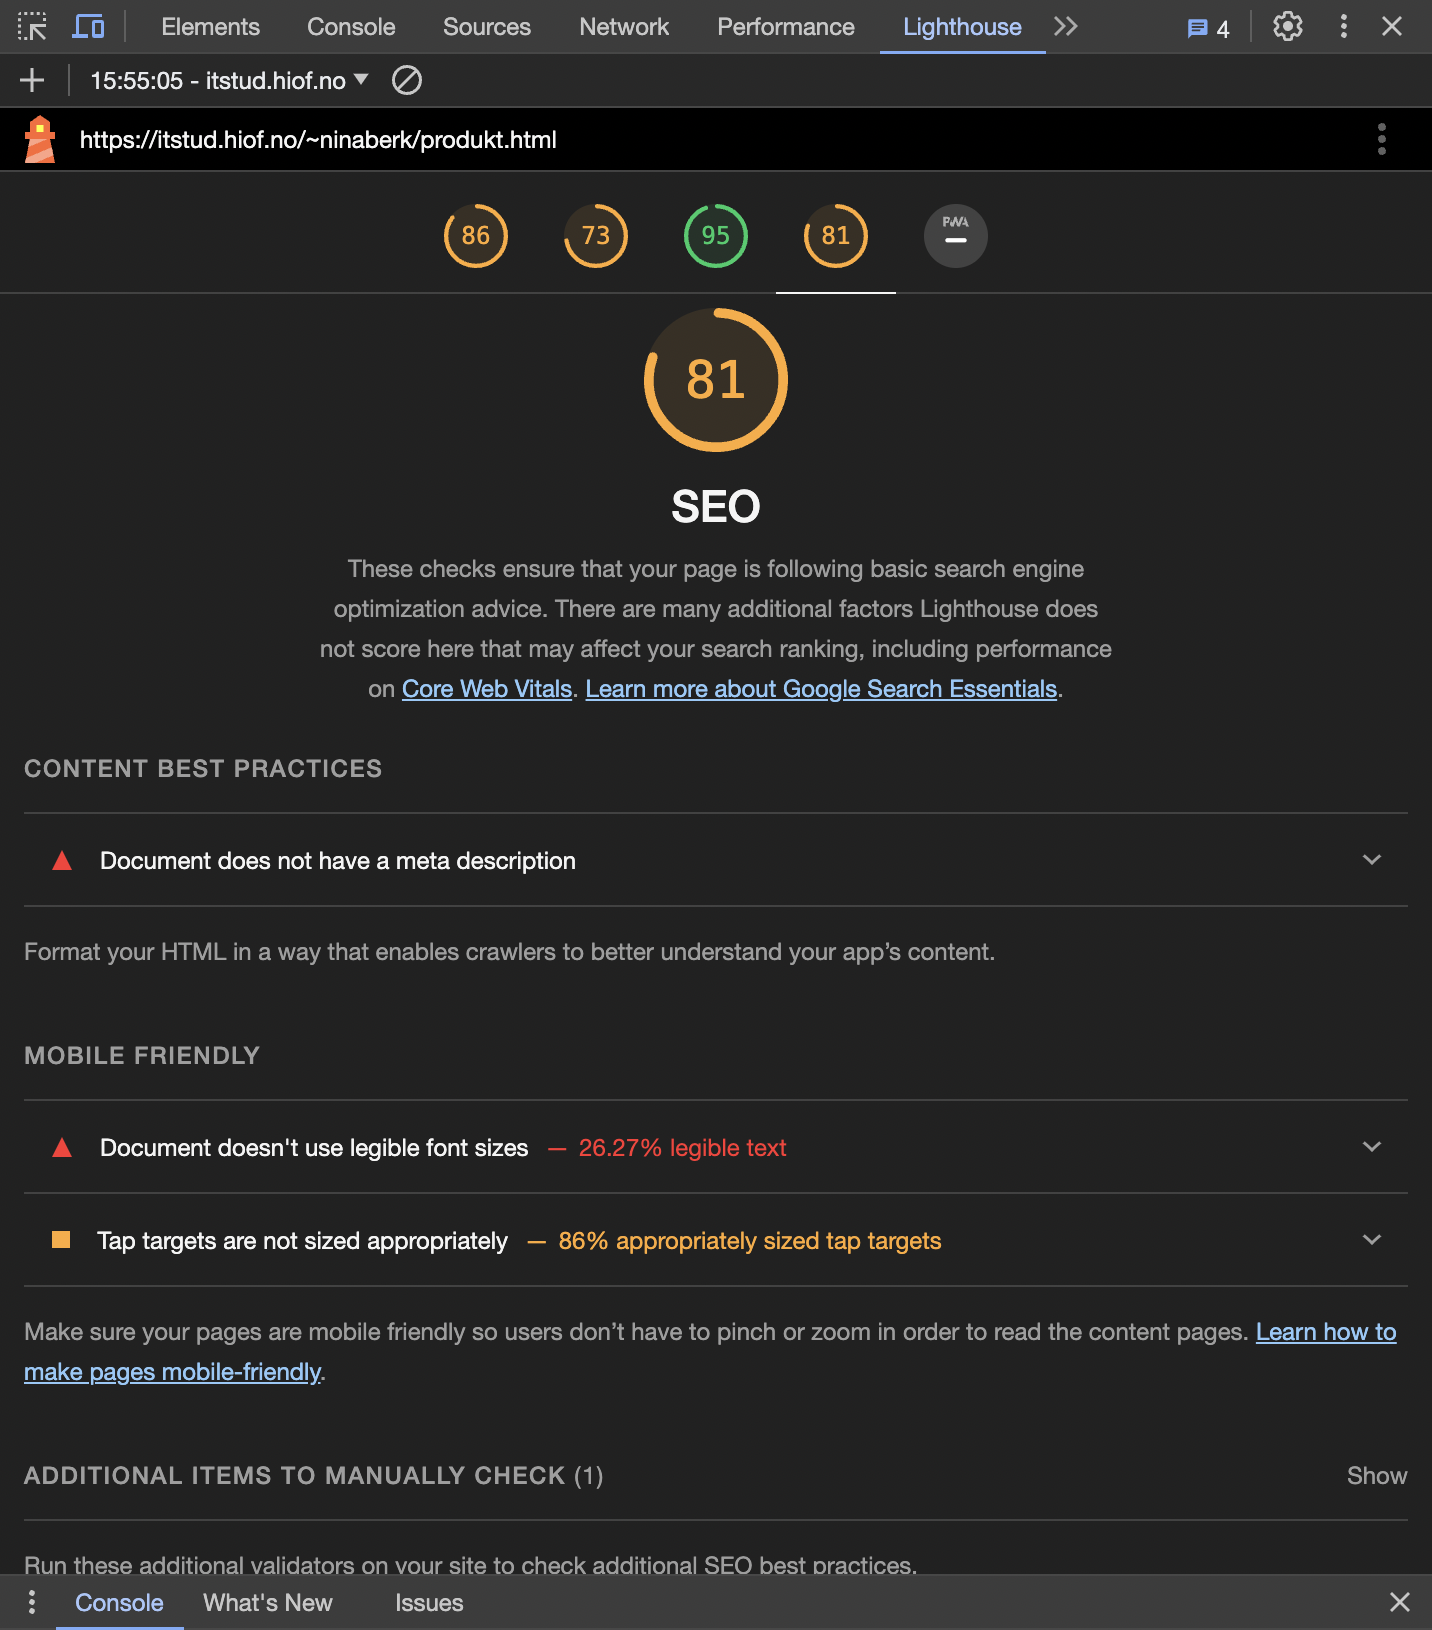 Elements Console Sources Network Performance Lighthouse 4
15:55:05 - itstud.hiof.no
https://itstud.hiof.no/~ninaberk/produkt.html
86 73 95 81 PWA
81
SEO
These checks ensure that your page is following basic search engine
optimization advice. There are many additional factors Lighthouse does
not score here that may affect your search ranking, including performance
on Core Web Vitals. Learn more about Google Search Essentials.
CONTENT BEST PRACTICES
Document does not have a meta description
Format your HTML in a way that enables crawlers to better understand your app’s content.
MOBILE FRIENDLY
Document doesn't use legible font sizes — 26.27% legible text
Tap targets are not sized appropriately — 86% appropriately sized tap targets
Make sure your pages are mobile friendly so users don’t have to pinch or zoom in order to read the content pages. Learn how to
make pages mobile-friendly.
ADDITIONAL ITEMS TO MANUALLY CHECK (1) Show
Run these additional validators on your site to check additional SEO best practices.
Console What's New Issues